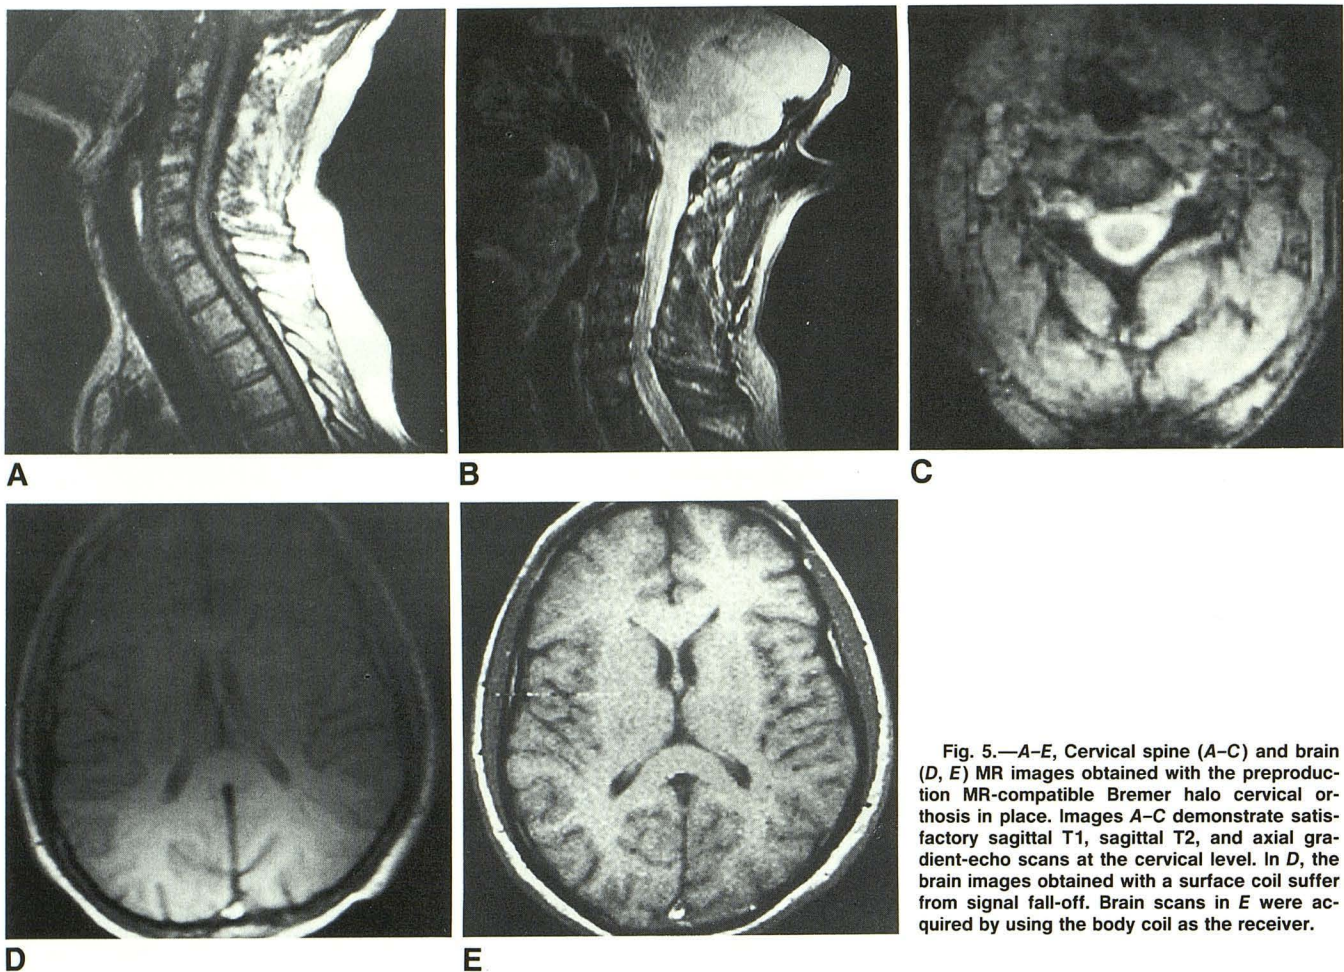 A
B
C
D
E
Fig. 5.—A–E, Cervical spine (A–C) and brain
(D, E) MR images obtained with the preproduc-
tion MR-compatible Bremer halo cervical or-
thosis in place. Images A–C demonstrate satis-
factory sagittal T1, sagittal T2, and axial gra-
dient-echo scans at the cervical level. In D, the
brain images obtained with a surface coil suffer
from signal fall-off. Brain scans in E were ac-
quired by using the body coil as the receiver.